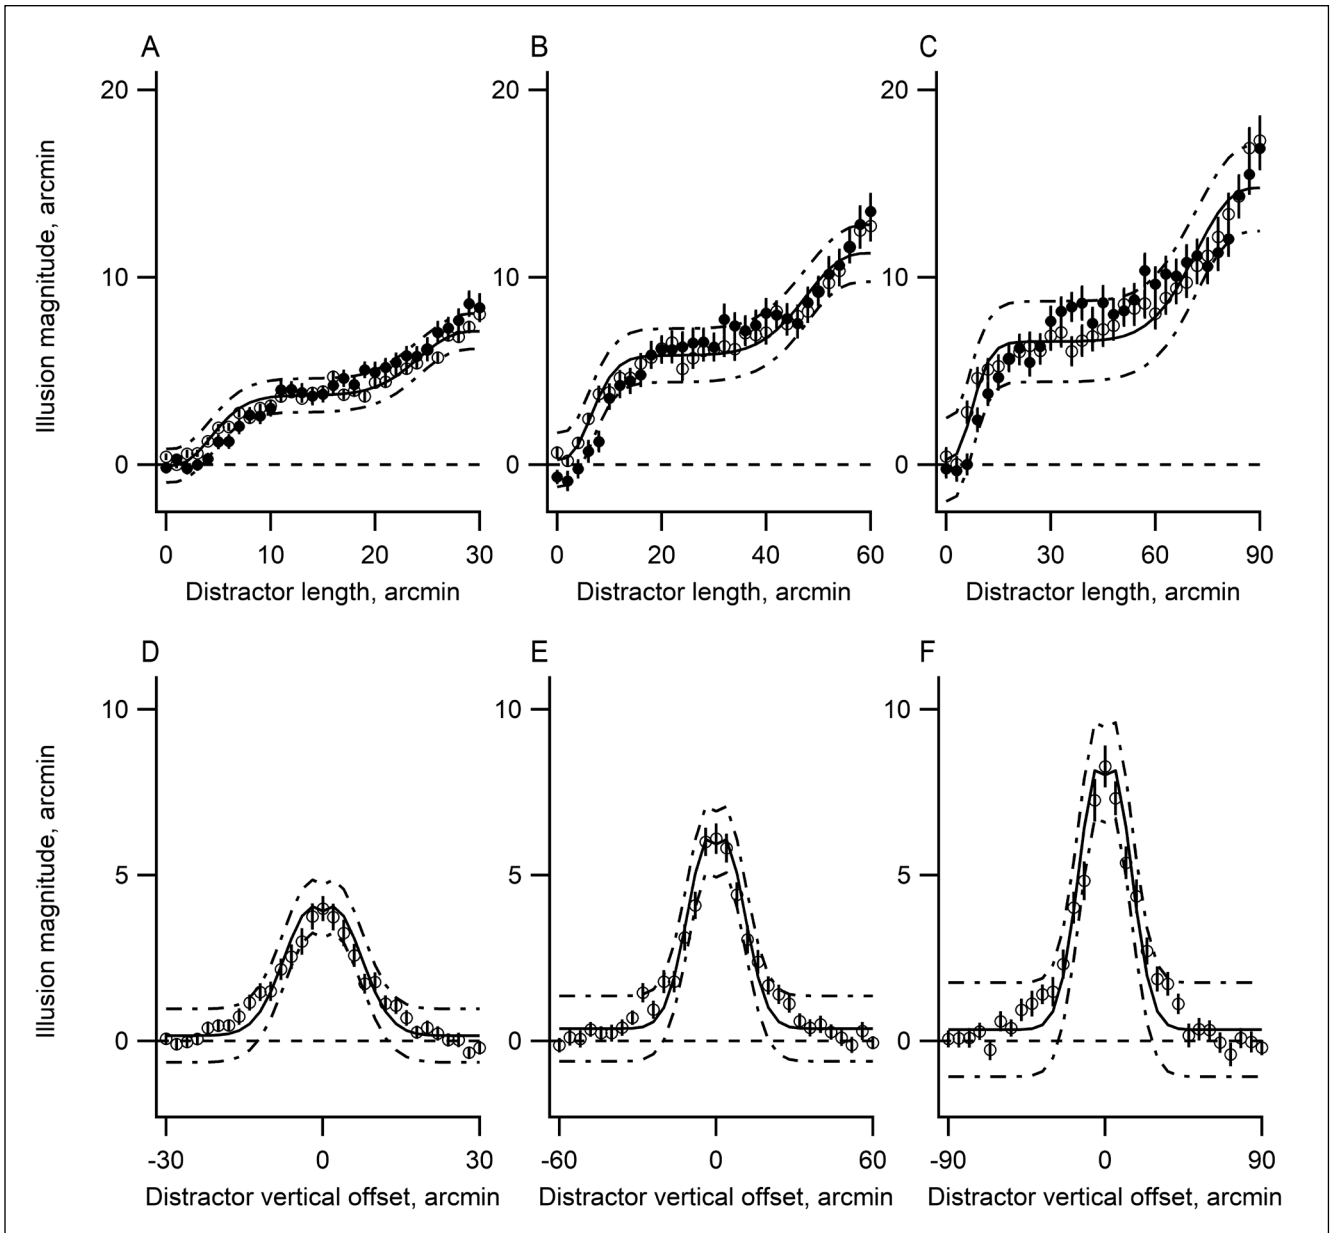 A B C
20 20 20
10 10 10
0 0 0
Illusion magnitude, arcmin
0 10 20 30 0 20 40 60 0 30 60 90
Distractor length, arcmin Distractor length, arcmin Distractor length, arcmin
D E F
10 10 10
5 5 5
0 0 0
Illusion magnitude, arcmin
-30 0 30 -60 0 60 -90 0 90
Distractor vertical offset, arcmin Distractor vertical offset, arcmin Distractor vertical offset, arcmin